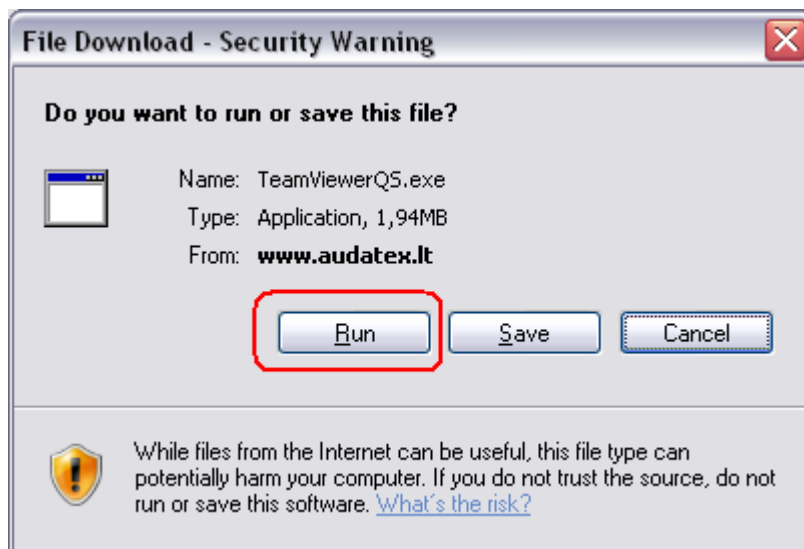 File Download - Security Warning
Do you want to run or save this file?
Name: TeamViewerQS.exe
Type: Application, 1,94MB
From: www.audatex.lt
Run Save Cancel
While files from the Internet can be useful, this file type can
potentially harm your computer. If you do not trust the source, do not
run or save this software. What's the risk?